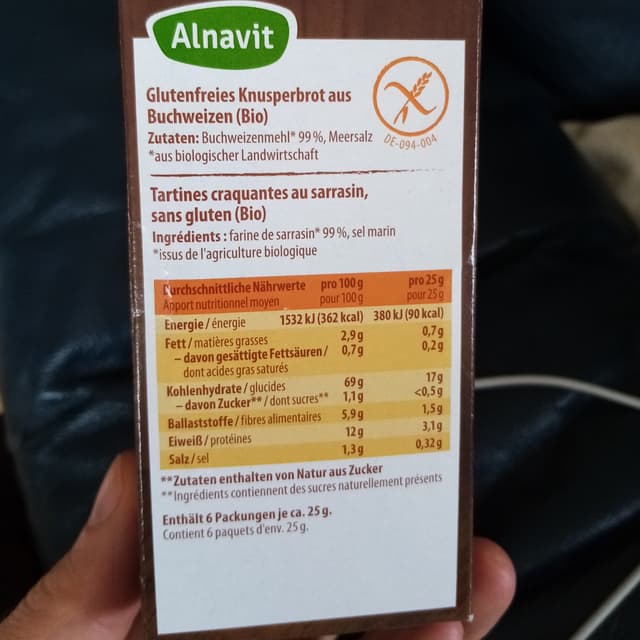 Alnavit
Glutenfreies Knusperbrot aus
Buchweizen (Bio)
Zutaten: Buchweizenmehl* 99 %, Meersalz
*aus biologischer Landwirtschaft
DE-094-004
Tartines craquantes au sarrasin,
sans gluten (Bio)
Ingrédients : farine de sarrasin* 99 %, sel marin
*issus de l'agriculture biologique
Durchschnittliche Nährwerte pro 100 g pro 25 g
Apport nutritionnel moyen pour 100 g pour 25 g
Energie / énergie 1532 kJ (362 kcal) 380 kJ (90 kcal)
Fett / matières grasses 2,9 g 0,7 g
– davon gesättigte Fettsäuren / 0,7 g 0,2 g
dont acides gras saturés
Kohlenhydrate / glucides 69 g 17 g
– davon Zucker** / dont sucres** 1,1 g <0,5 g
Ballaststoffe / fibres alimentaires 5,9 g 1,5 g
Eiweiß / protéines 12 g 3,1 g
Salz / sel 1,3 g 0,32 g
**Zutaten enthalten von Natur aus Zucker
**Ingrédients contiennent des sucres naturellement présents
Enthält 6 Packungen je ca. 25 g.
Contient 6 paquets d'env. 25 g.